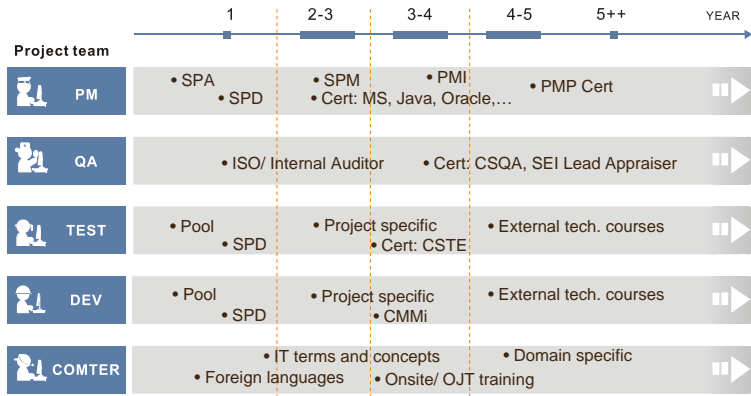 1 2-3 3-4 4-5 5++ YEAR
Project team
PM
• SPA • SPM • PMI
• PMP Cert
• SPD • Cert: MS, Java, Oracle,…
QA
• ISO/ Internal Auditor • Cert: CSQA, SEI Lead Appraiser
TEST
• Pool • Project specific • External tech. courses
• SPD • Cert: CSTE
DEV
• Pool • Project specific • External tech. courses
• SPD • CMMi
COMTER
• IT terms and concepts • Domain specific
• Foreign languages • Onsite/ OJT training